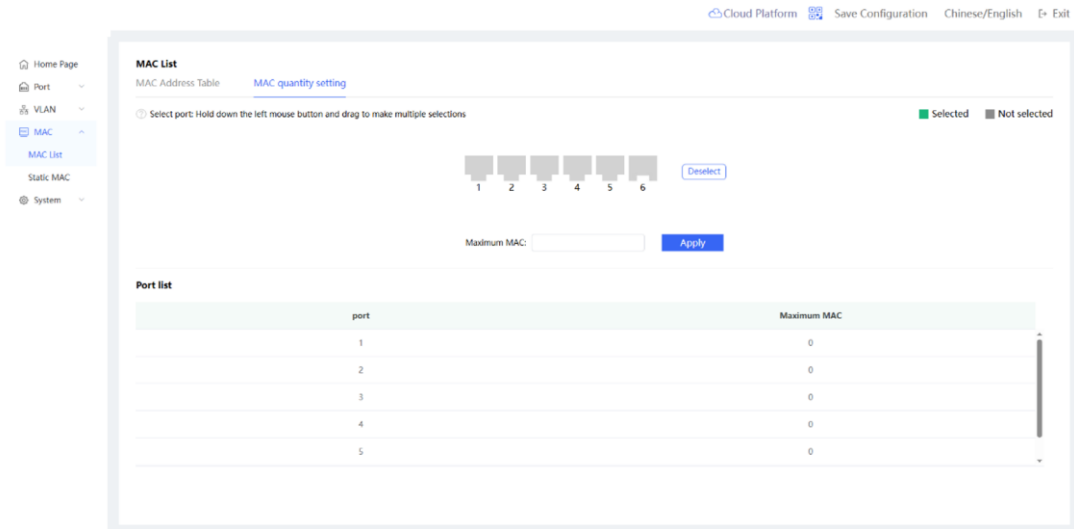 Cloud Platform Save Configuration Chinese/English Exit
Home Page
Port
VLAN
MAC
MAC List
Static MAC
System
MAC List
MAC Address Table MAC quantity setting
Select port: Hold down the left mouse button and drag to make multiple selections
Selected Not selected
1 2 3 4 5 6
Deselect
Maximum MAC: Apply
Port list
port Maximum MAC
1 0
2 0
3 0
4 0
5 0